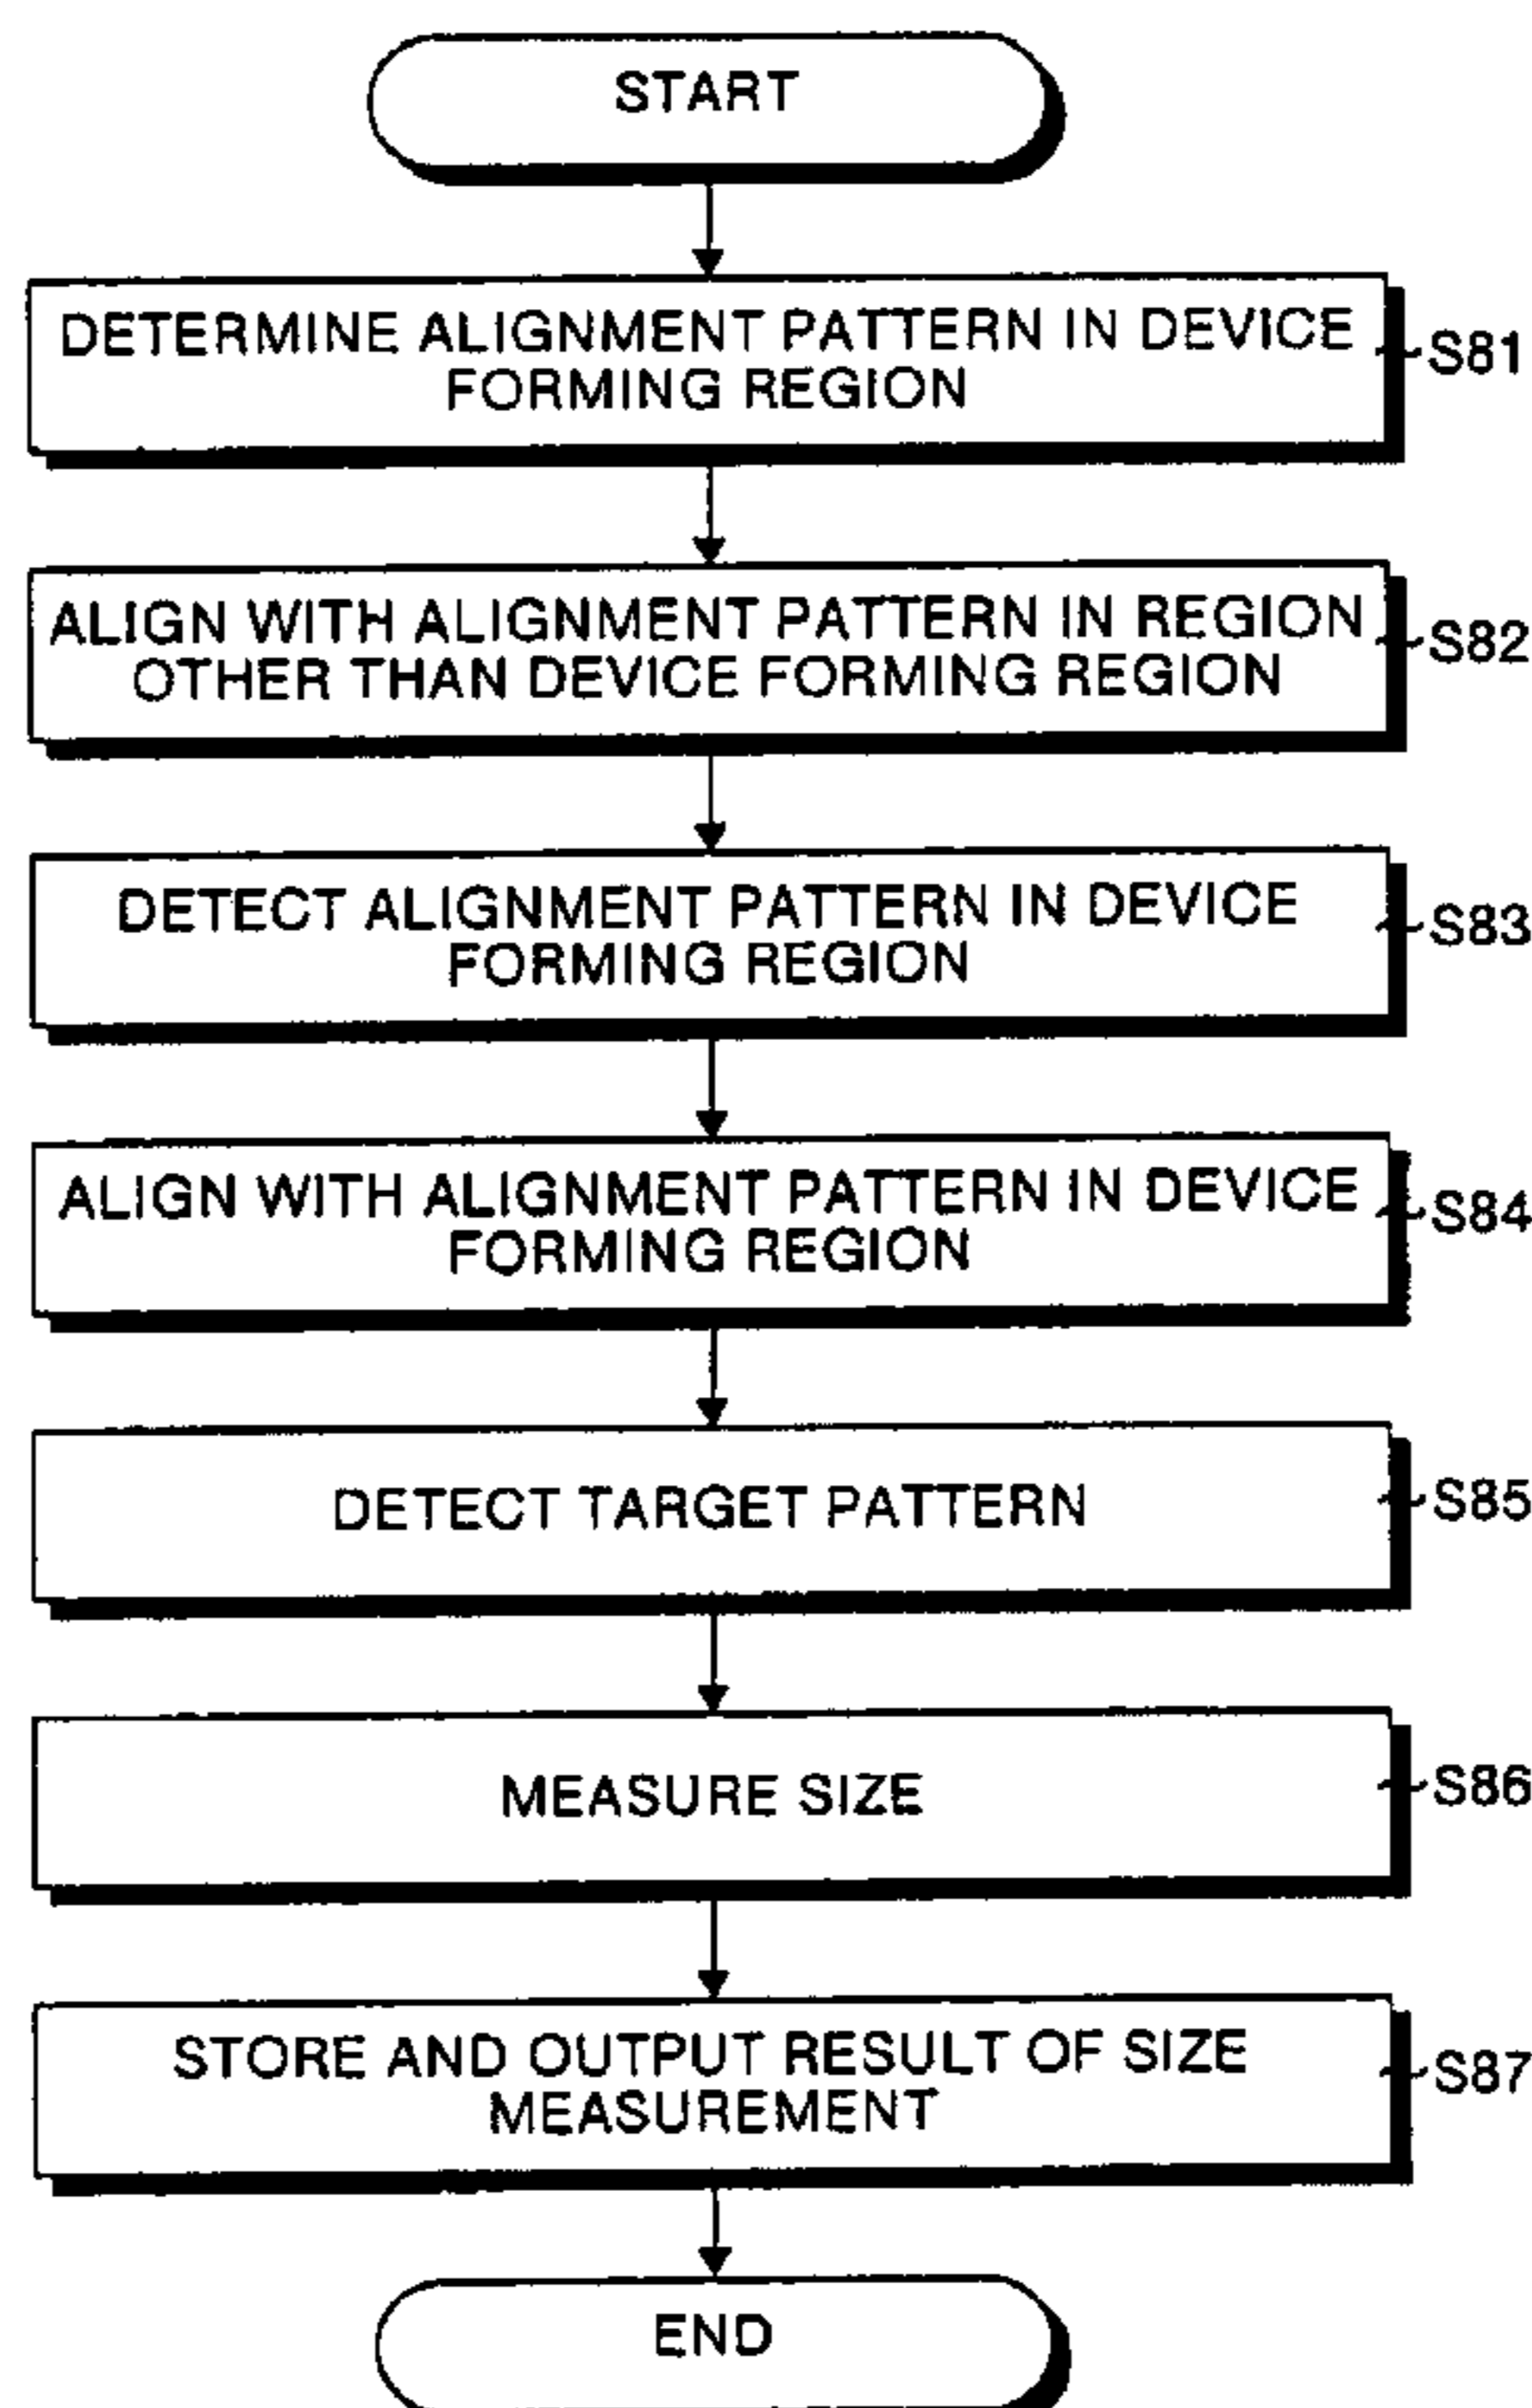 START
DETERMINE ALIGNMENT PATTERN IN DEVICE
FORMING REGION
S81
ALIGN WITH ALIGNMENT PATTERN IN REGION
OTHER THAN DEVICE FORMING REGION
S82
DETECT ALIGNMENT PATTERN IN DEVICE
FORMING REGION
S83
ALIGN WITH ALIGNMENT PATTERN IN DEVICE
FORMING REGION
S84
DETECT TARGET PATTERN
S85
MEASURE SIZE
S86
STORE AND OUTPUT RESULT OF SIZE
MEASUREMENT
S87
END